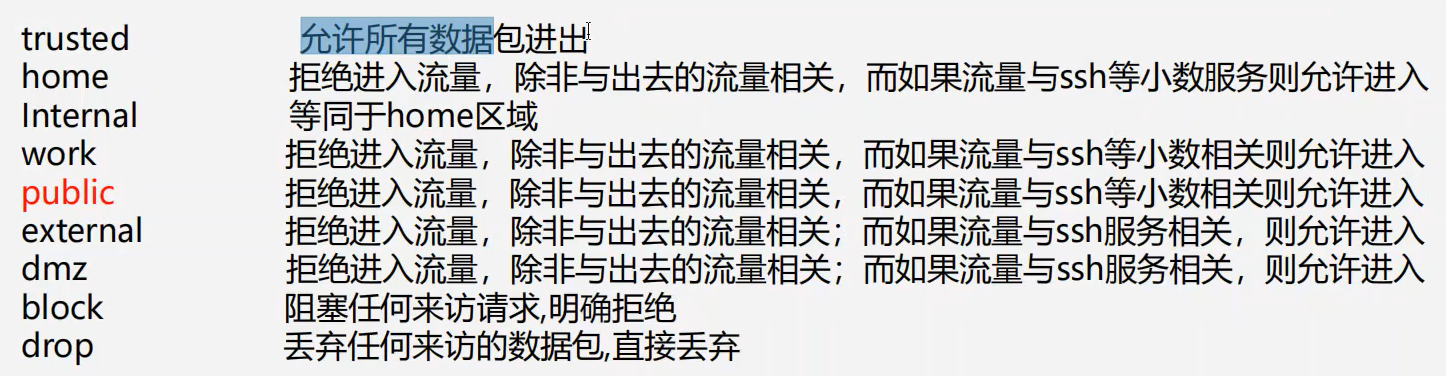 trusted 允许所有数据包进出
home 拒绝进入流量，除非与出去的流量相关，而如果流量与ssh等小数服务则允许进入
Internal 等同于home区域
work 拒绝进入流量，除非与出去的流量相关，而如果流量与ssh等小数相关则允许进入
public 拒绝进入流量，除非与出去的流量相关，而如果流量与ssh等小数相关则允许进入
external 拒绝进入流量，除非与出去的流量相关；而如果流量与ssh服务相关，则允许进入
dmz 拒绝进入流量，除非与出去的流量相关；而如果流量与ssh服务相关，则允许进入
block 阻塞任何来访请求,明确拒绝
drop 丢弃任何来访的数据包,直接丢弃